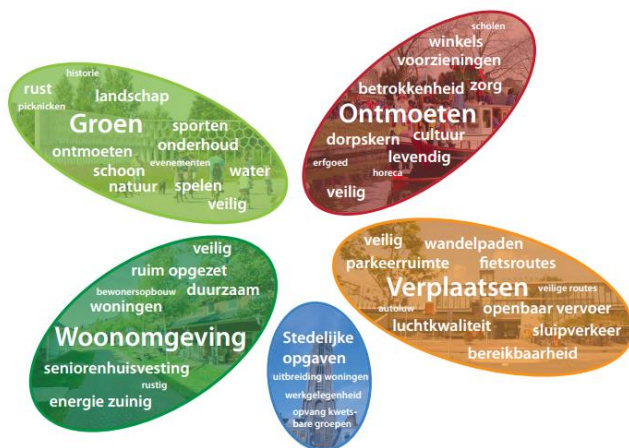 historie
rust
picknicken
landschap
Groen
sporten
ontmoeten
onderhoud
evenementen
schoon
water
natuur
spelen
veilig
scholen
winkels
voorzieningen
betrokkenheid
zorg
Ontmoeten
dorpskern
cultuur
levendig
erfgoed
horeca
veilig
veilig
ruim opgezet
bewonersopbouw
duurzaam
woningen
Woonomgeving
seniorenhuisvesting
rustig
energie zuinig
Stedelijke
opgaven
uitbreiding woningen
werkgelegenheid
opvang kwets-
bare groepen
veilig
wandelpaden
parkeerruimte
fietsroutes
Verplaatsen
veilige routes
autoluw
openbaar vervoer
luchtkwaliteit
sluipverkeer
bereikbaarheid